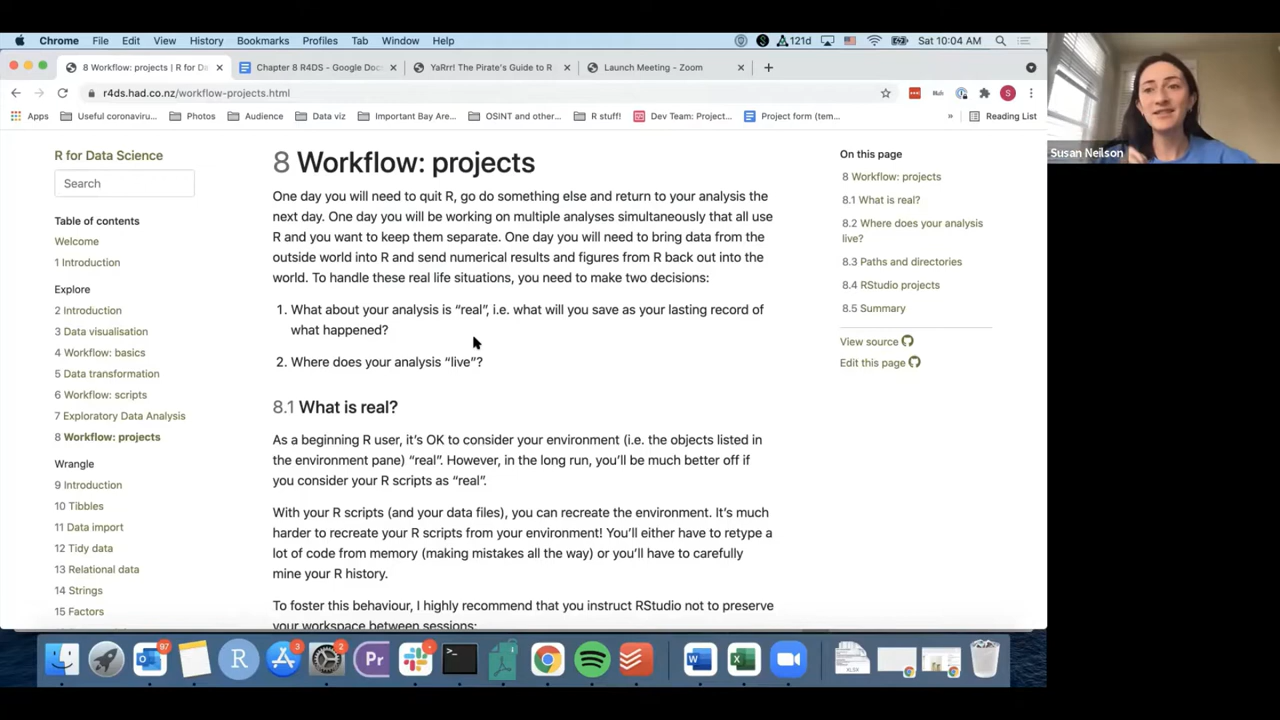 Chrome File Edit View History Bookmarks Profiles Tab Window Help
121d Sat 10:04 AM
8 Workflow: projects | R for Da
Chapter 8 R4DS - Google Doc
YaRrr! The Pirate's Guide to R
Launch Meeting - Zoom
r4ds.had.co.nz/workflow-projects.html
S
Apps Useful coronaviru... Photos Audience Data viz Important Bay Are... OSINT and other... R stuff! Dev Team: Project... Project form (tem... » Reading List
Susan Neilson
R for Data Science
Search
Table of contents
Welcome
1 Introduction
Explore
2 Introduction
3 Data visualisation
4 Workflow: basics
5 Data transformation
6 Workflow: scripts
7 Exploratory Data Analysis
8 Workflow: projects
Wrangle
9 Introduction
10 Tibbles
11 Data import
12 Tidy data
13 Relational data
14 Strings
15 Factors
8 Workflow: projects
One day you will need to quit R, go do something else and return to your analysis the
next day. One day you will be working on multiple analyses simultaneously that all use
R and you want to keep them separate. One day you will need to bring data from the
outside world into R and send numerical results and figures from R back out into the
world. To handle these real life situations, you need to make two decisions:
1. What about your analysis is “real”, i.e. what will you save as your lasting record of
what happened?
2. Where does your analysis “live”?
8.1 What is real?
As a beginning R user, it’s OK to consider your environment (i.e. the objects listed in
the environment pane) “real”. However, in the long run, you’ll be much better off if
you consider your R scripts as “real”.
With your R scripts (and your data files), you can recreate the environment. It’s much
harder to recreate your R scripts from your environment! You’ll either have to retype a
lot of code from memory (making mistakes all the way) or you’ll have to carefully
mine your R history.
To foster this behaviour, I highly recommend that you instruct RStudio not to preserve
your workspace between sessions:
On this page
8 Workflow: projects
8.1 What is real?
8.2 Where does your analysis
live?
8.3 Paths and directories
8.4 RStudio projects
8.5 Summary
View source
Edit this page
97
R
3
2
Pr
W
X
XLSB